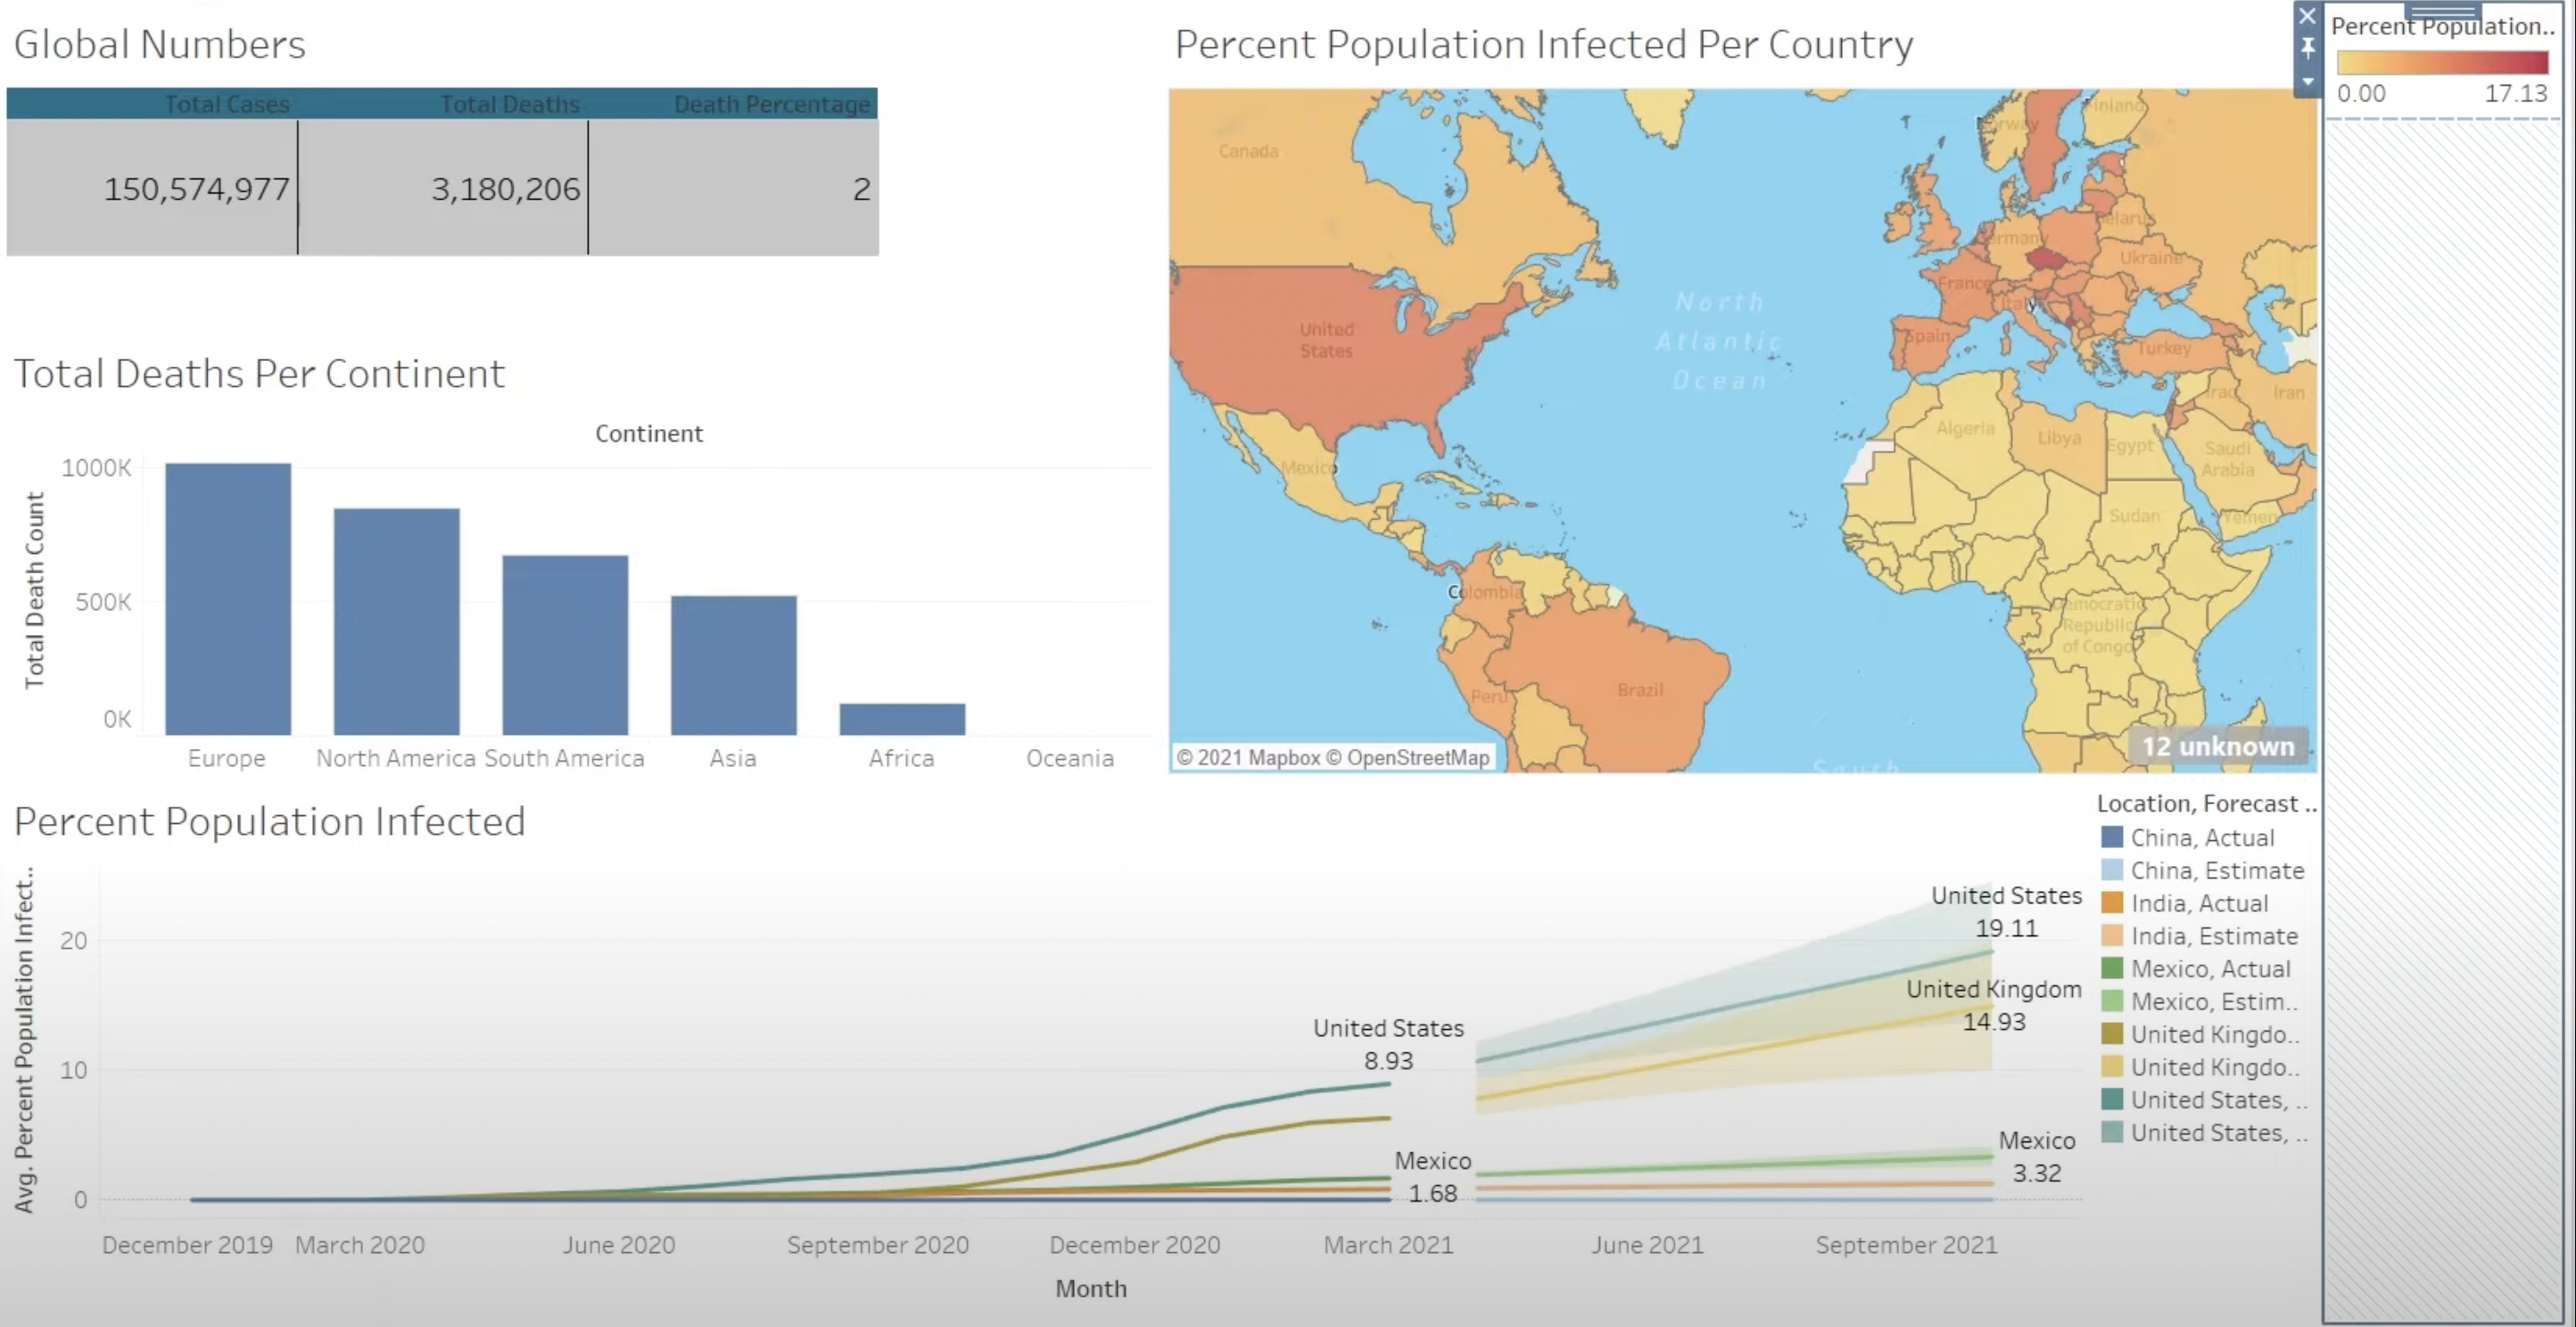 Global Numbers
Total Cases
Total Deaths
Death Percentage
150,574,977
3,180,206
2
Total Deaths Per Continent
Continent
Total Death Count
1000K
500K
0K
Europe
North America
South America
Asia
Africa
Oceania
Percent Population Infected Per Country
Canada
United
States
Mexico
Colombia
Peru
Brazil
North
Atlantic
Ocean
Finland
Belarus
Ukraine
France
Spain
Turkey
Iraq
Iran
Algeria
Libya
Egypt
Saudi
Arabia
Sudan
Yemen
Democratic
Republic
of Congo
© 2021 Mapbox © OpenStreetMap
12 unknown
Percent Population..
0.00
17.13
Percent Population Infected
Avg. Percent Population Infect..
20
10
0
United States
8.93
Mexico
1.68
United States
19.11
United Kingdom
14.93
Mexico
3.32
December 2019
March 2020
June 2020
September 2020
December 2020
March 2021
June 2021
September 2021
Month
Location, Forecast ..
China, Actual
China, Estimate
India, Actual
India, Estimate
Mexico, Actual
Mexico, Estim..
United Kingdo..
United Kingdo..
United States, ..
United States, ..